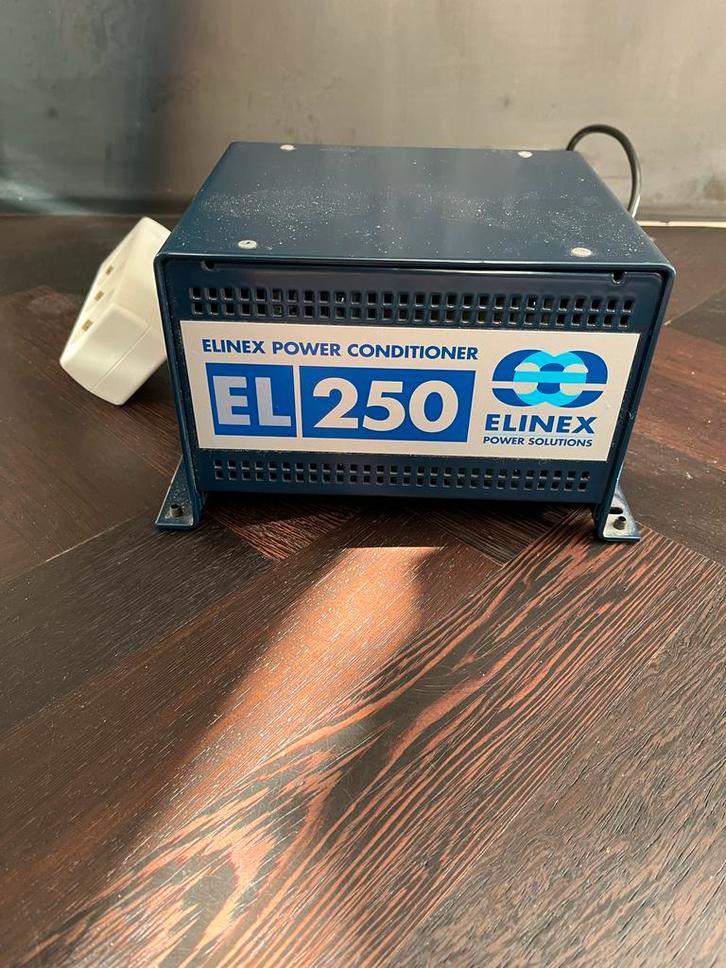 ELINEX POWER CONDITIONER
EL 250
ELINEX
POWER SOLUTIONS